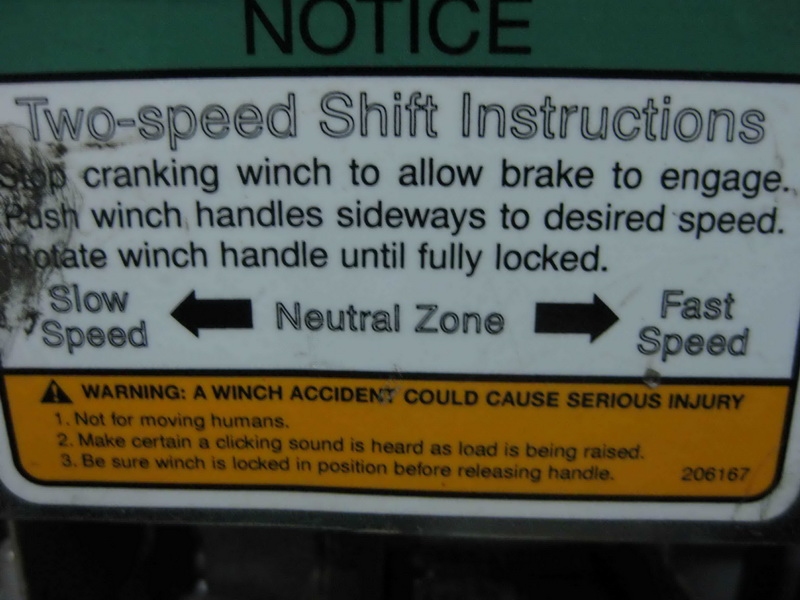 NOTICE
Two-speed Shift Instructions
Stop cranking winch to allow brake to engage.
Push winch handles sideways to desired speed.
Rotate winch handle until fully locked.
Slow Speed
Neutral Zone
Fast Speed
WARNING: A WINCH ACCIDENT COULD CAUSE SERIOUS INJURY
1. Not for moving humans.
2. Make certain a clicking sound is heard as load is being raised.
3. Be sure winch is locked in position before releasing handle.
206167